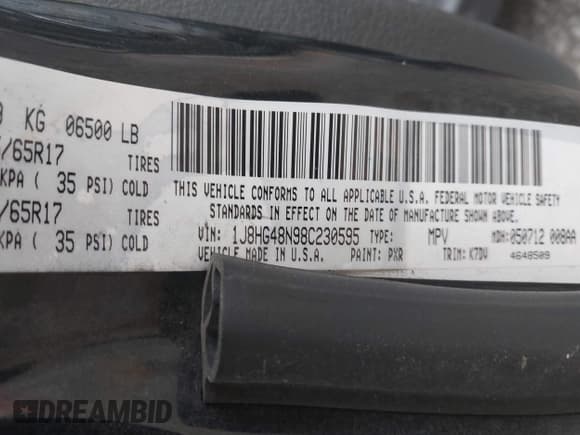 KG 06500 LB
/65R17 TIRES
KPA ( 35 PSI) COLD
/65R17 TIRES
KPA ( 35 PSI) COLD
THIS VEHICLE CONFORMS TO ALL APPLICABLE U.S.A. FEDERAL MOTOR VEHICLE SAFETY
STANDARDS IN EFFECT ON THE DATE OF MANUFACTURE SHOWN ABOVE.
VIN: 1J8HG48N98C230595 TYPE: MPV MDH: 050712 008AA
VEHICLE MADE IN U.S.A. PAINT: PXR TRIM: K7DV 4648509
DREAMBID